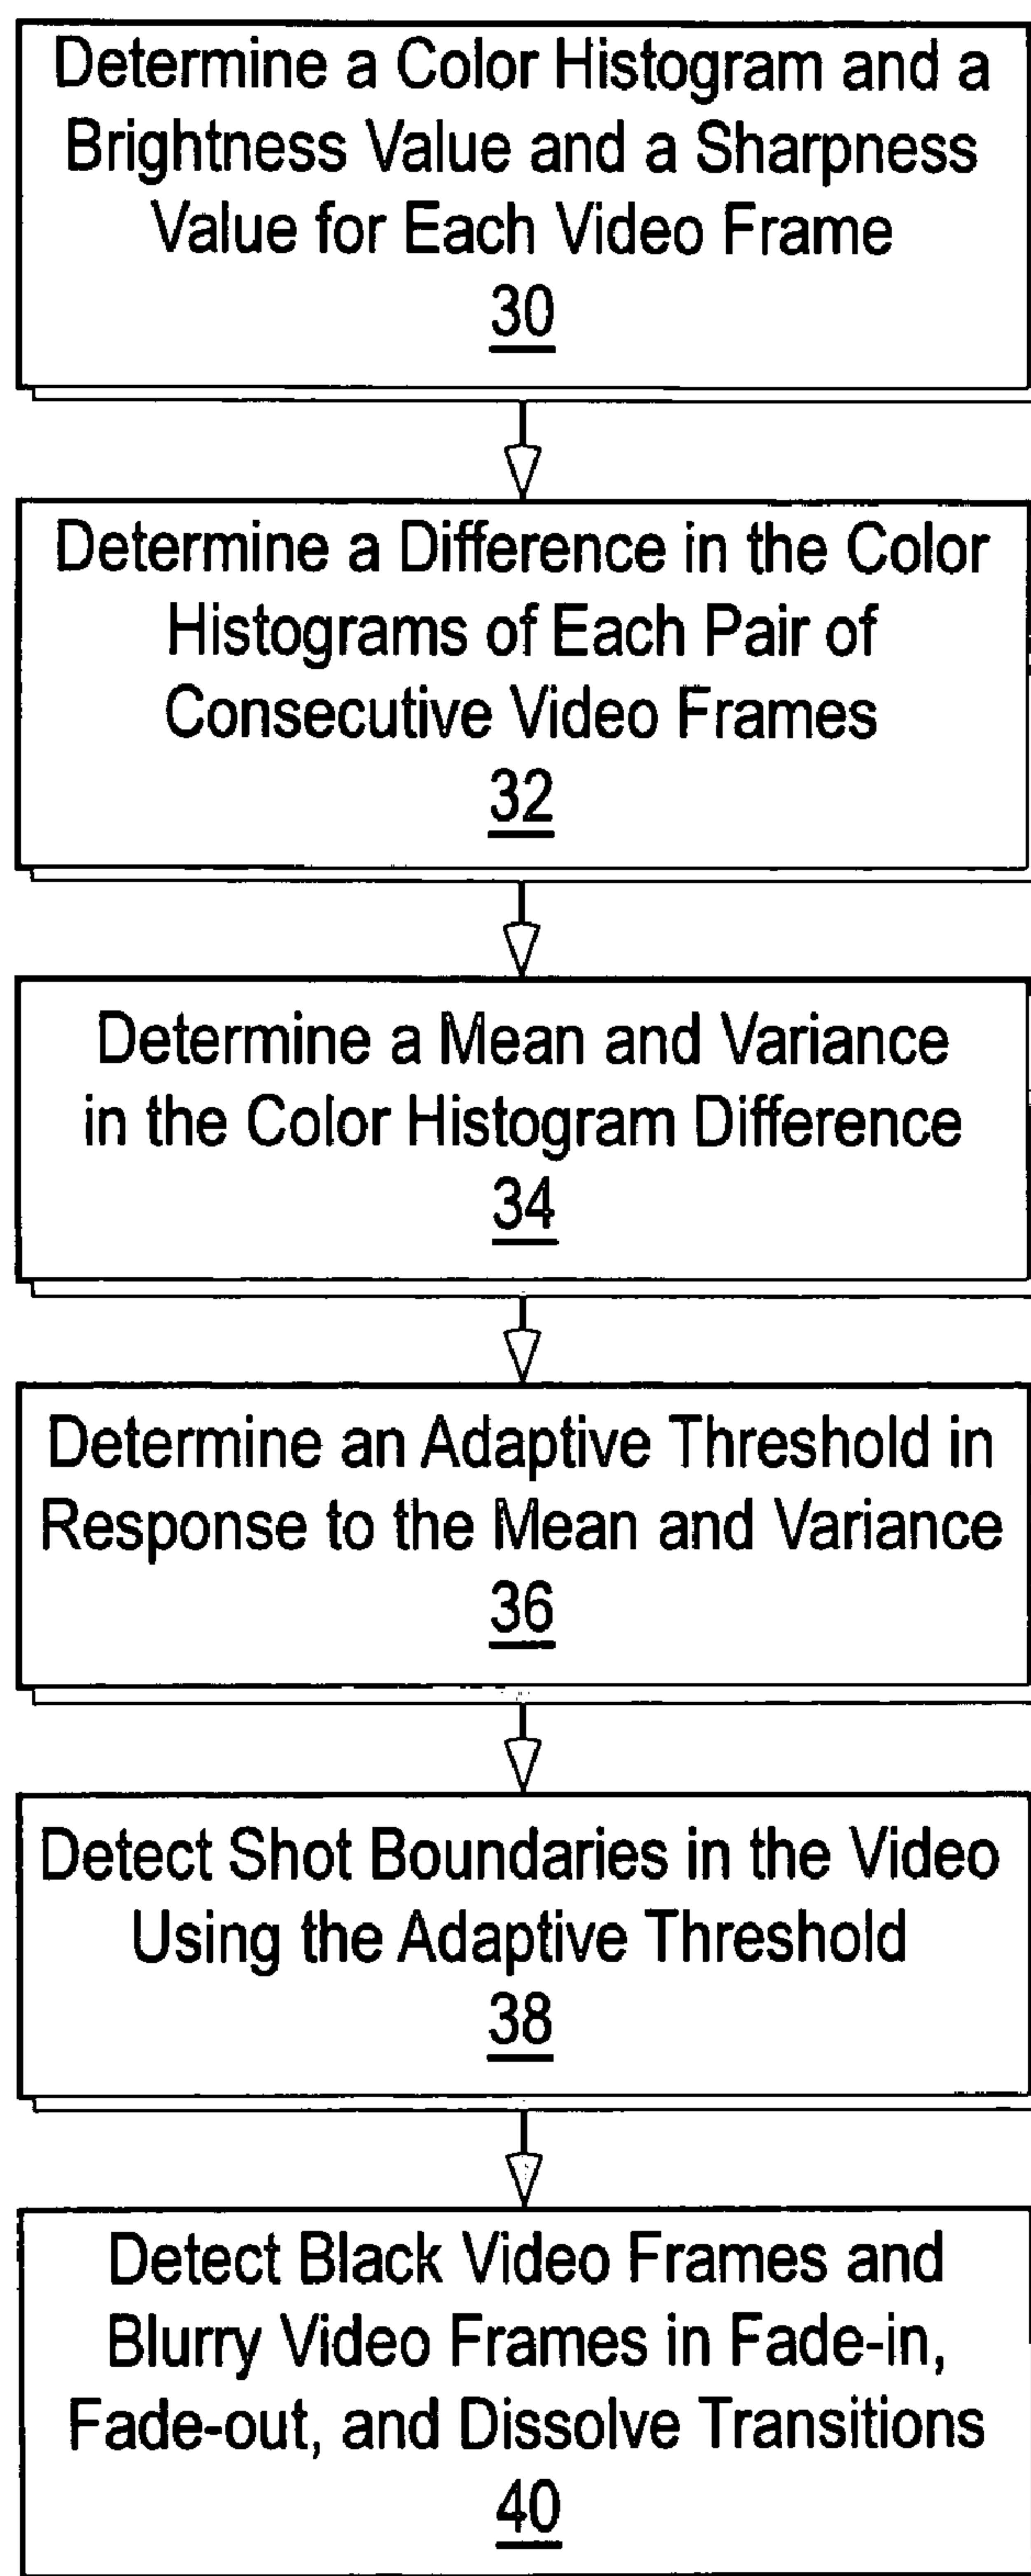 Determine a Color Histogram and a
Brightness Value and a Sharpness
Value for Each Video Frame
30
Determine a Difference in the Color
Histograms of Each Pair of
Consecutive Video Frames
32
Determine a Mean and Variance
in the Color Histogram Difference
34
Determine an Adaptive Threshold in
Response to the Mean and Variance
36
Detect Shot Boundaries in the Video
Using the Adaptive Threshold
38
Detect Black Video Frames and
Blurry Video Frames in Fade-in,
Fade-out, and Dissolve Transitions
40